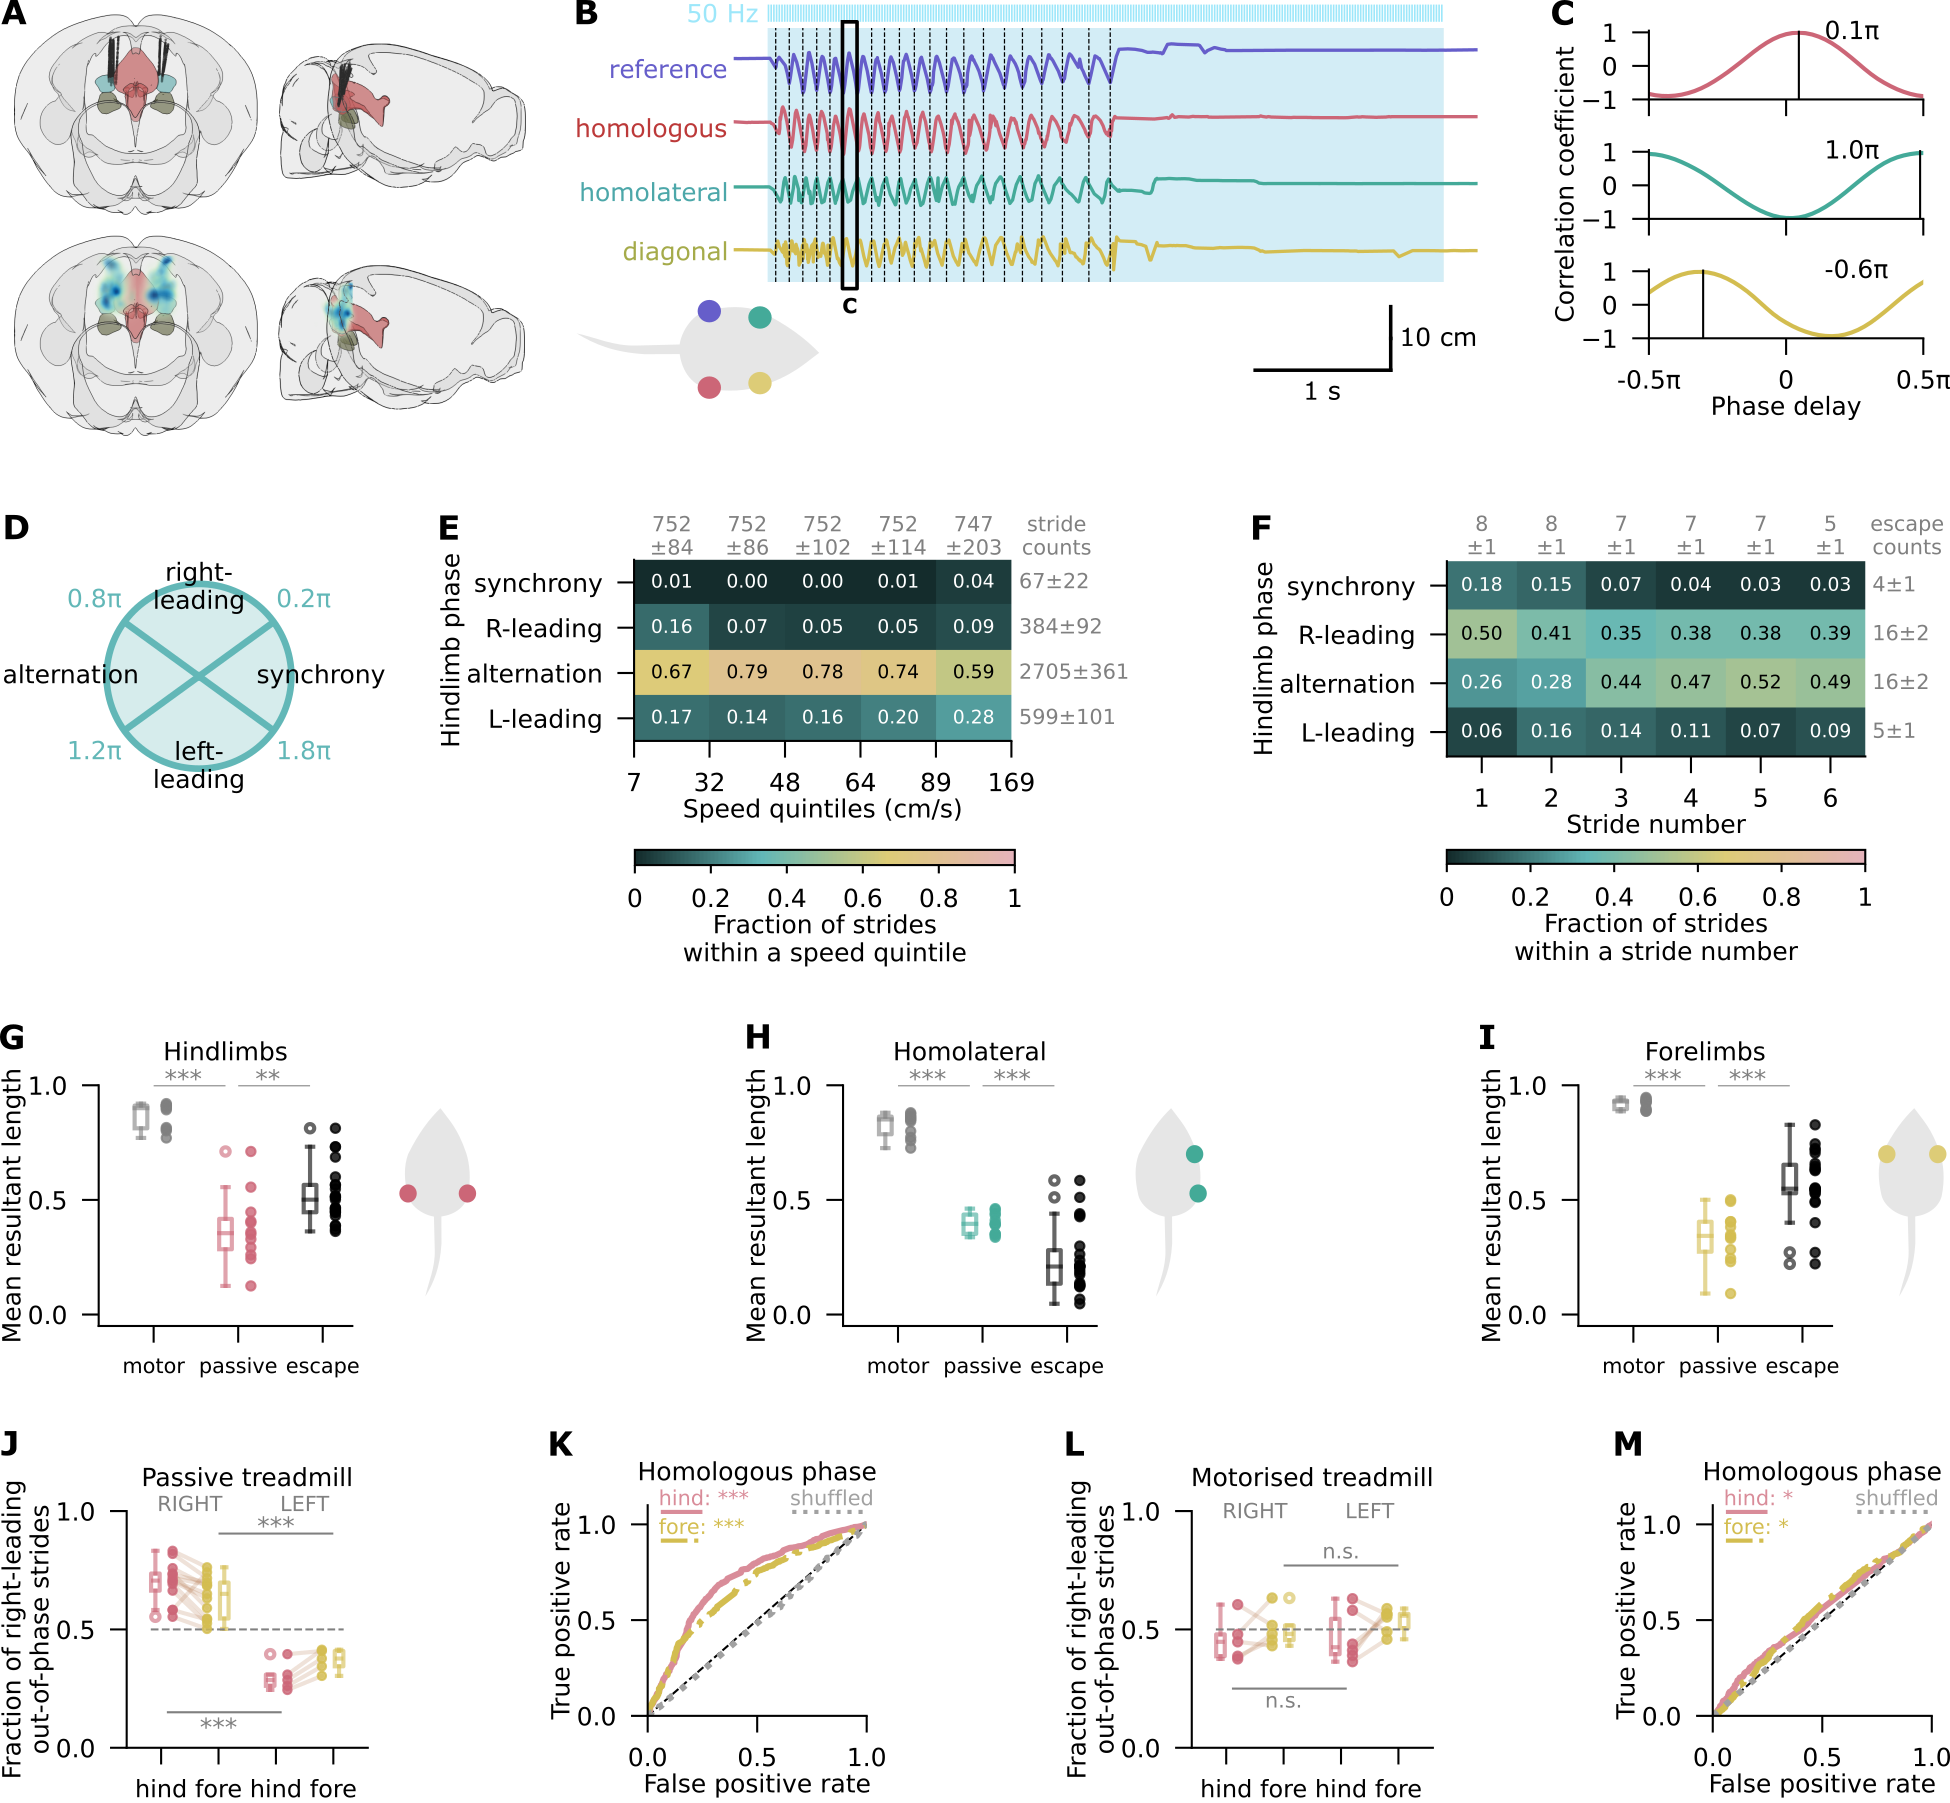 A
B
50 Hz
reference
homologous
homolateral
diagonal
C
10 cm
1 s
C
Correlation coefficient
1
0
−1
0.1π
1
0
−1
1.0π
1
0
−1
-0.6π
-0.5π 0 0.5π
Phase delay
D
right-
leading
0.8π 0.2π
alternation synchrony
1.2π 1.8π
left-
leading
E
752 752 752 752 747 stride
±84 ±86 ±102 ±114 ±203 counts
Hindlimb phase
synchrony 0.01 0.00 0.00 0.01 0.04 67±22
R-leading 0.16 0.07 0.05 0.05 0.09 384±92
alternation 0.67 0.79 0.78 0.74 0.59 2705±361
L-leading 0.17 0.14 0.16 0.20 0.28 599±101
7 32 48 64 89 169
Speed quintiles (cm/s)
0 0.2 0.4 0.6 0.8 1
Fraction of strides
within a speed quintile
F
8 8 7 7 7 5 escape
±1 ±1 ±1 ±1 ±1 ±1 counts
Hindlimb phase
synchrony 0.18 0.15 0.07 0.04 0.03 0.03 4±1
R-leading 0.50 0.41 0.35 0.38 0.38 0.39 16±2
alternation 0.26 0.28 0.44 0.47 0.52 0.49 16±2
L-leading 0.06 0.16 0.14 0.11 0.07 0.09 5±1
1 2 3 4 5 6
Stride number
0 0.2 0.4 0.6 0.8 1
Fraction of strides
within a stride number
G
Hindlimbs
*** **
Mean resultant length
1.0
0.5
0.0
motor passive escape
H
Homolateral
*** ***
Mean resultant length
1.0
0.5
0.0
motor passive escape
I
Forelimbs
*** ***
Mean resultant length
1.0
0.5
0.0
motor passive escape
J
Passive treadmill
RIGHT LEFT
***
Fraction of right-leading
out-of-phase strides
1.0
0.5
0.0
***
hind fore hind fore
K
Homologous phase
hind: *** shuffled
fore: ***
True positive rate
1.0
0.5
0.0
0.0 0.5 1.0
False positive rate
L
Motorised treadmill
RIGHT LEFT
n.s.
Fraction of right-leading
out-of-phase strides
1.0
0.5
0.0
n.s.
hind fore hind fore
M
Homologous phase
hind: * shuffled
fore: *
True positive rate
1.0
0.5
0.0
0.0 0.5 1.0
False positive rate